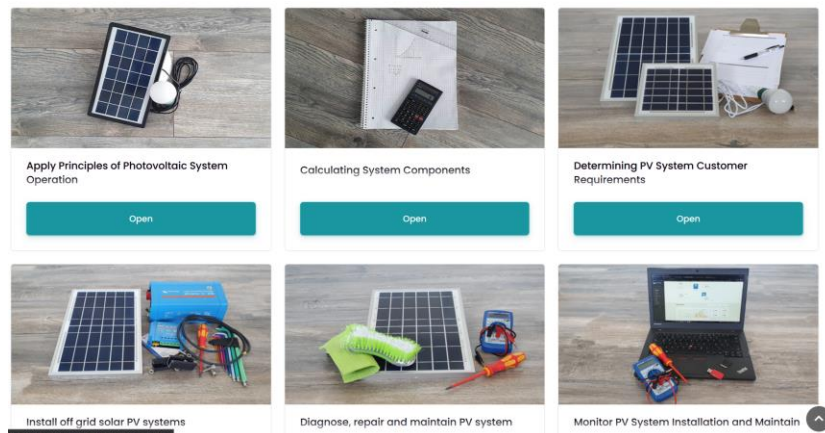 Apply Principles of Photovoltaic System
Operation
Calculating System Components
Determining PV System Customer
Requirements
Open
Open
Open
Install off grid solar PV systems
Diagnose, repair and maintain PV system
Monitor PV System Installation and Maintain